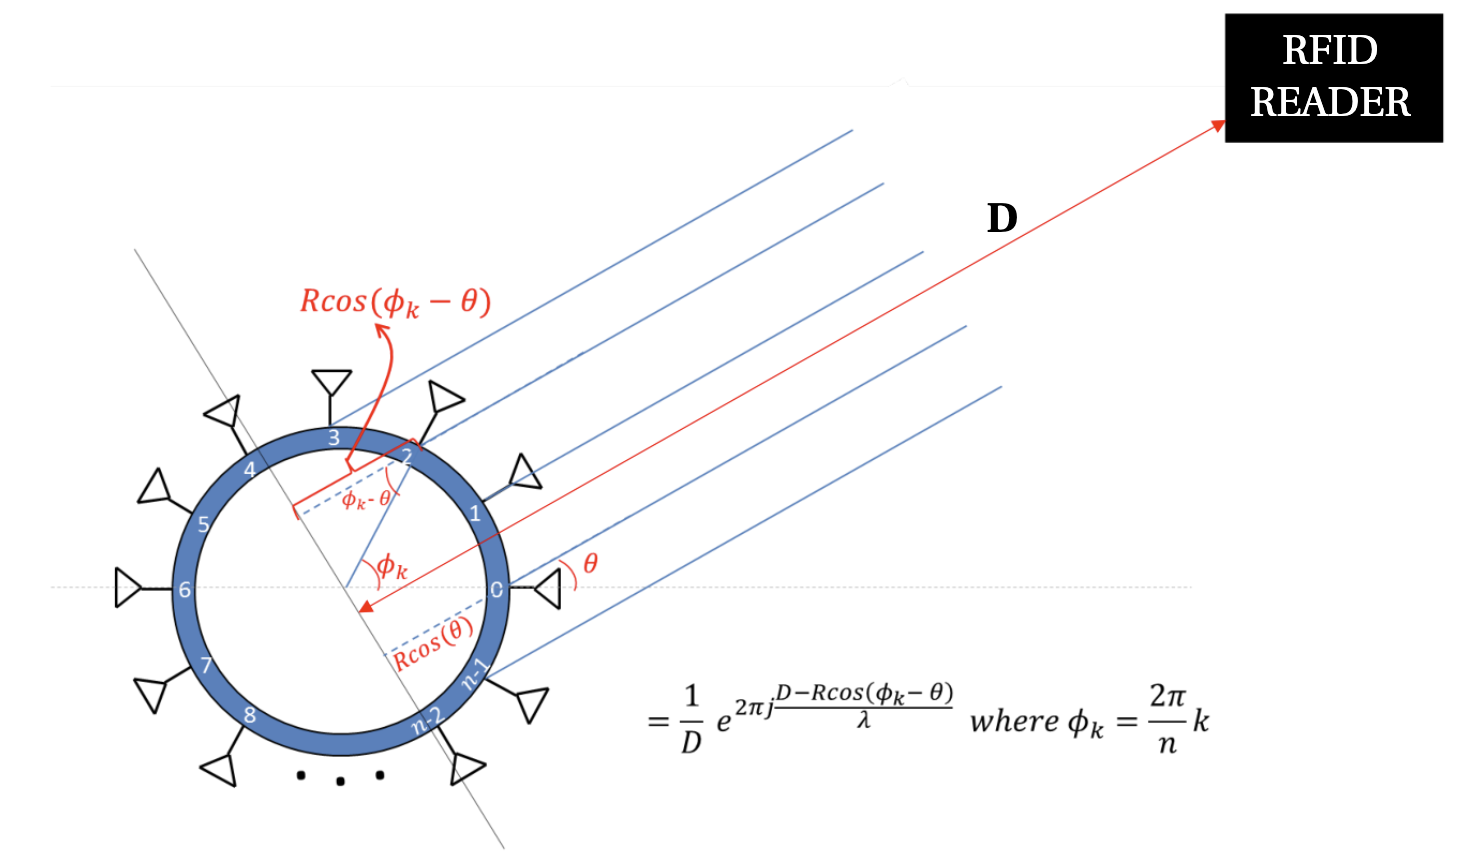 RFID
READER
D
Rcos(ϕₖ − θ)
3
2
4
ϕₖ- θ
1
5
ϕₖ
θ
6
0
Rcos(θ)
7
n-1
8
n-2
. . .
= 1/D e^(2πj (D−Rcos(ϕₖ− θ))/λ) where ϕₖ = 2π/n k